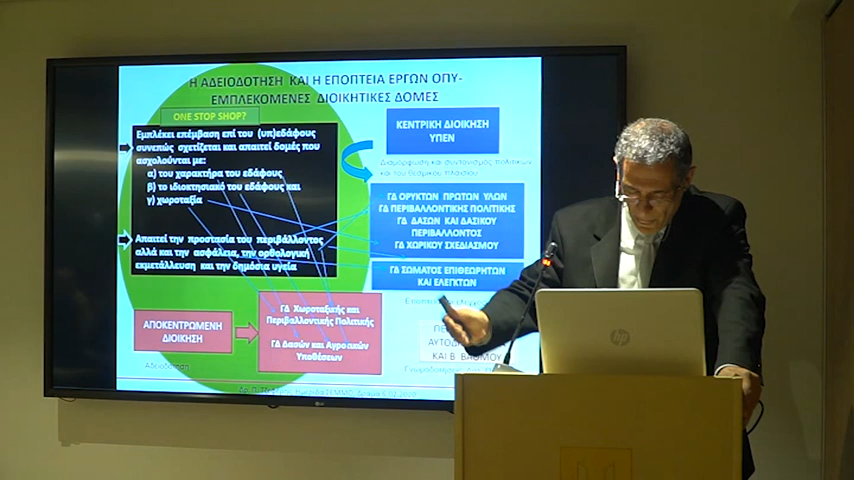 Η ΑΔΕΙΟΔΟΤΗΣΗ ΚΑΙ Η ΕΠΟΠΤΕΙΑ ΕΡΓΩΝ ΟΠΥ-
ΕΜΠΛΕΚΟΜΕΝΕΣ ΔΙΟΙΚΗΤΙΚΕΣ ΔΟΜΕΣ
ONE STOP SHOP?
Εμπλέκει επέμβαση επί του (υπ)εδάφους
συνεπώς σχετίζεται και απαιτεί δομές που
ασχολούνται με:
α) του χαρακτήρα του εδάφους
β) το ιδιοκτησιακό του εδάφους και
γ) χωροταξία
Απαιτεί την προστασία του περιβάλλοντος
αλλά και την ασφάλεια, την ορθολογική
εκμετάλλευση και την δημόσια υγεία
ΚΕΝΤΡΙΚΗ ΔΙΟΙΚΗΣΗ
ΥΠΕΝ
Διαμόρφωση και συντονισμός πολιτικών
και του θεσμικού πλαισίου
ΓΔ ΟΡΥΚΤΩΝ ΠΡΩΤΩΝ ΥΛΩΝ
ΓΔ ΠΕΡΙΒΑΛΛΟΝΤΙΚΗΣ ΠΟΛΙΤΙΚΗΣ
ΓΔ ΔΑΣΩΝ ΚΑΙ ΔΑΣΙΚΟΥ
ΠΕΡΙΒΑΛΛΟΝΤΟΣ
ΓΔ ΧΩΡΙΚΟΥ ΣΧΕΔΙΑΣΜΟΥ
ΓΔ ΣΩΜΑΤΟΣ ΕΠΙΘΕΩΡΗΤΩΝ
ΚΑΙ ΕΛΕΓΚΤΩΝ
ΑΠΟΚΕΝΤΡΩΜΕΝΗ
ΔΙΟΙΚΗΣΗ
Αδειοδότηση
ΓΔ Χωροταξικής και
Περιβαλλοντικής Πολιτικής
ΓΔ Δασών και Αγροτικών
Υποθέσεων
ΚΑΙ Β. ΒΑΘΜΟΥ
LG
hp